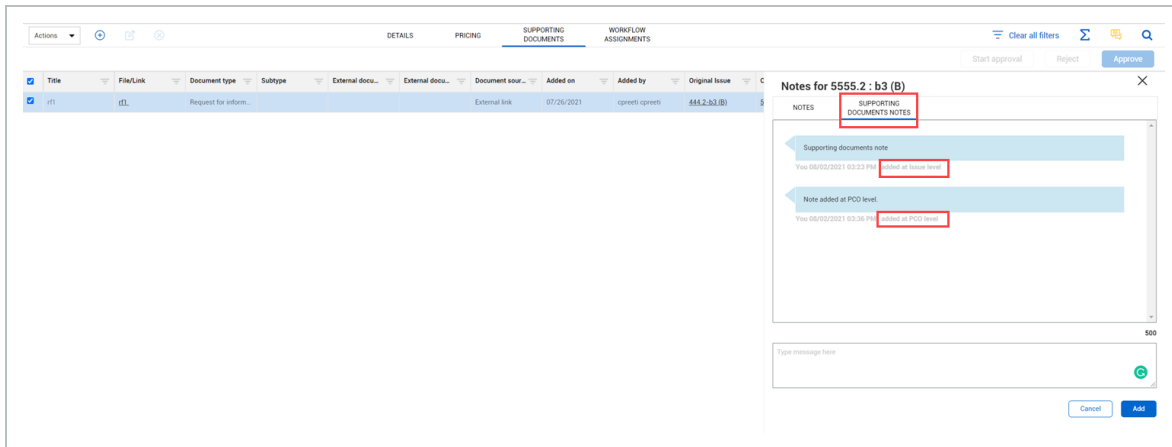 Actions
DETAILS
PRICING
SUPPORTING
DOCUMENTS
WORKFLOW
ASSIGNMENTS
Clear all filters
Start approval Reject Approve
Title File/Link Document type Subtype External docu... External docu... Document sour... Added on Added by Original Issue
rf1 rf1 Request for inform... External link 07/26/2021 cpreeti cpreeti 444.2-b3 (B)
Notes for 5555.2 : b3 (B)
NOTES
SUPPORTING
DOCUMENTS NOTES
Supporting documents note
You 08/02/2021 03:33 PM added at Issue level
Note added at PCO level.
You 08/02/2021 03:36 PM added at PCO level
500
Type message here
Cancel Add